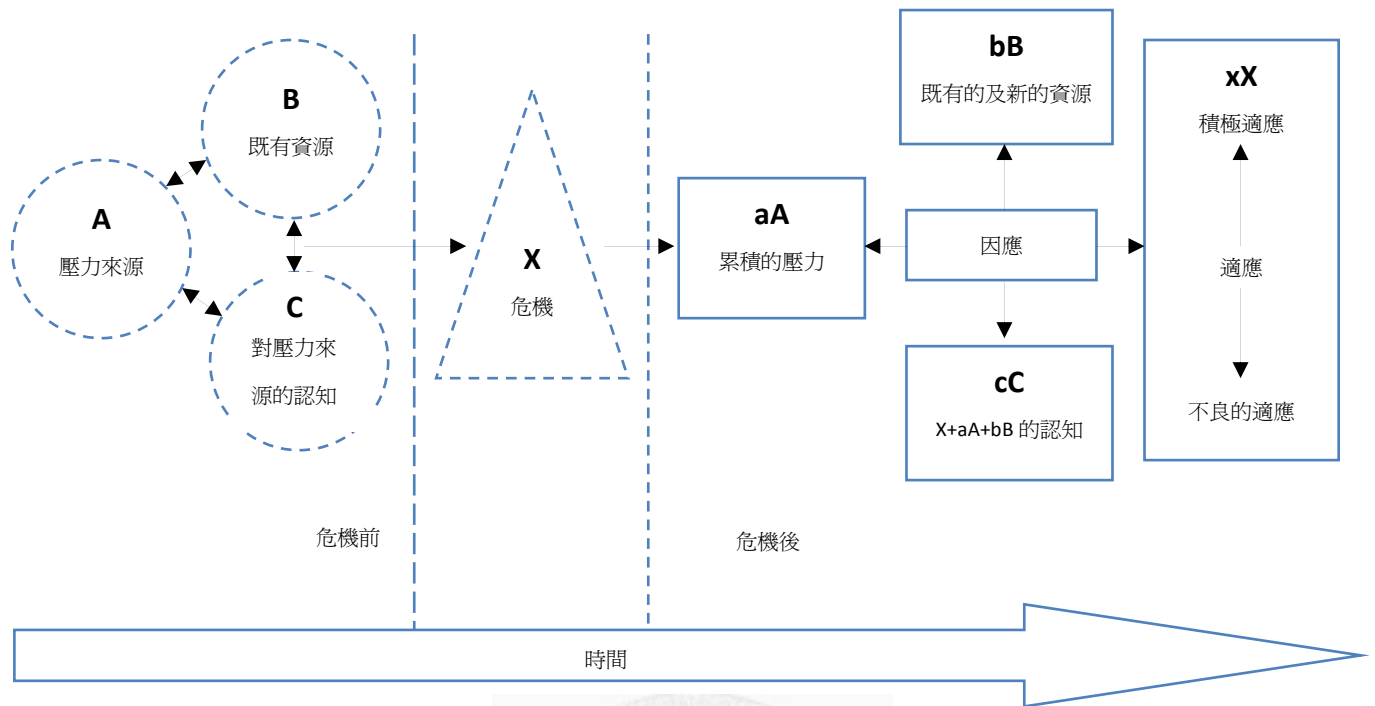 A
壓力來源
B
既有資源
C
對壓力來
源的認知
X
危機
aA
累積的壓力
bB
既有的及新的資源
因應
cC
X+aA+bB 的認知
xX
積極適應
適應
不良的適應
危機前
危機後
時間